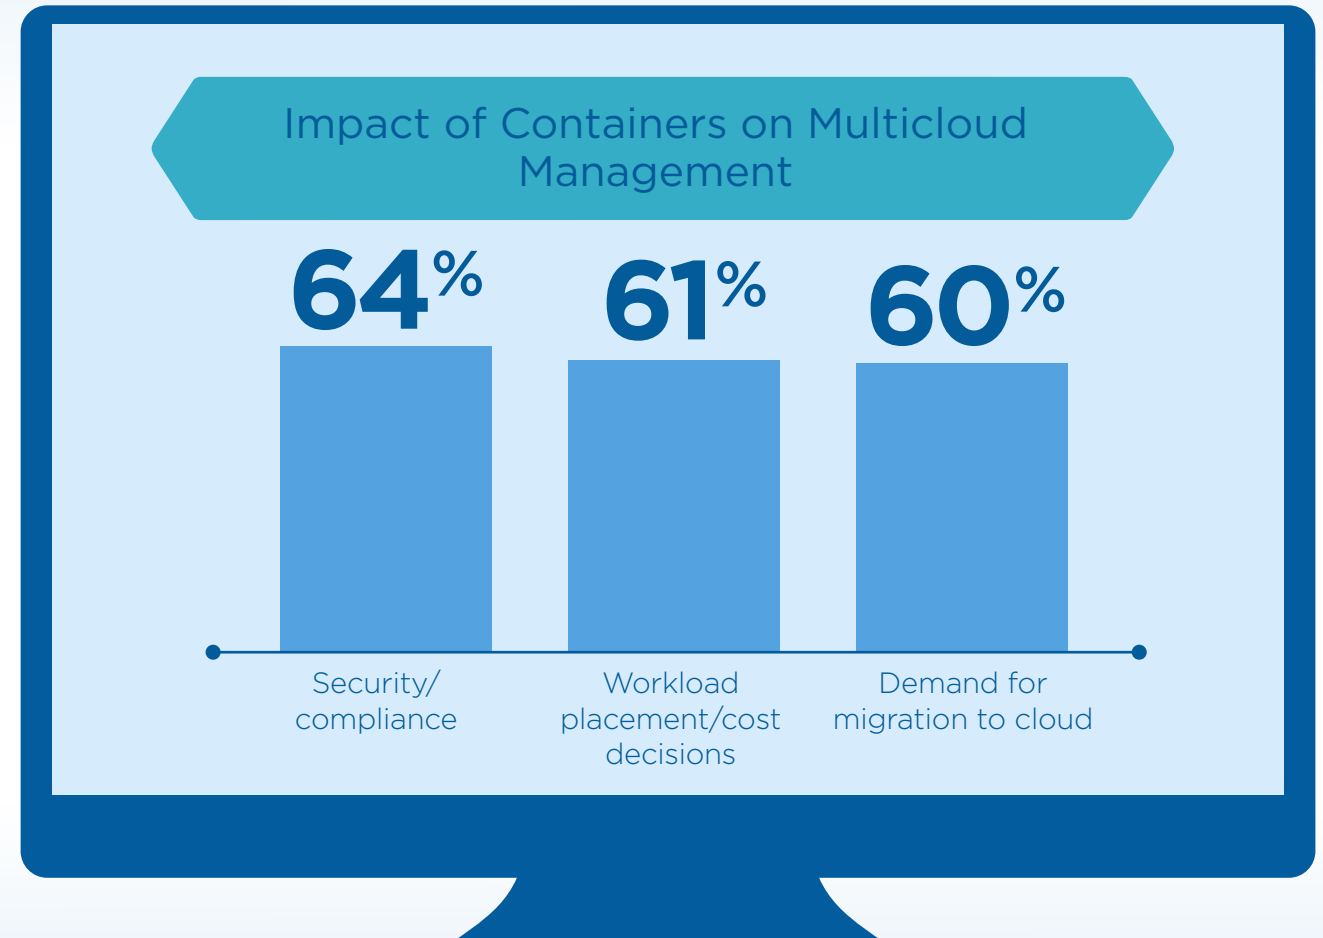 Impact of Containers on Multicloud
Management
64%
61%
60%
Security/
compliance
Workload
placement/cost
decisions
Demand for
migration to cloud